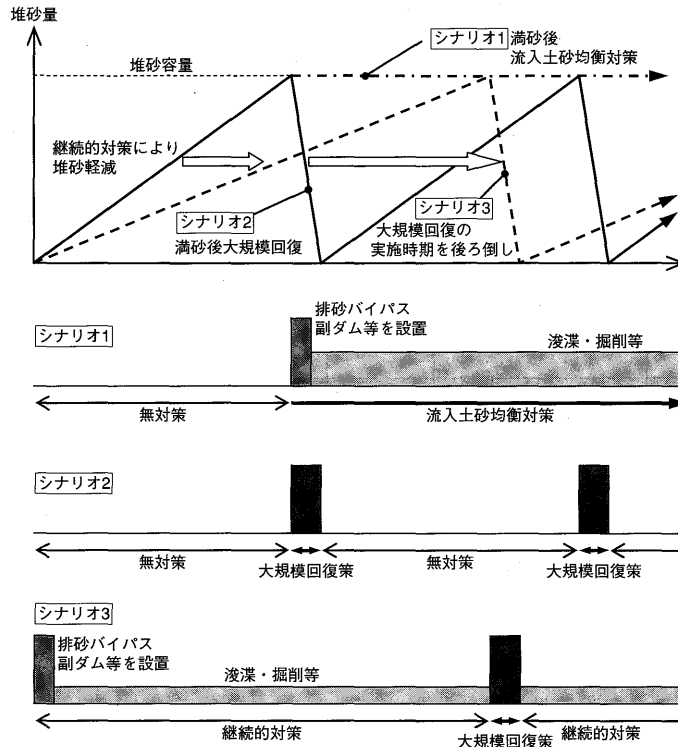 堆砂量
シナリオ1 満砂後
流入土砂均衡対策
堆砂容量
継続的対策により
堆砂軽減
シナリオ2
満砂後大規模回復
シナリオ3
大規模回復の
実施時期を後ろ倒し
シナリオ1
排砂バイパス
副ダム等を設置
浚渫・掘削等
無対策
流入土砂均衡対策
シナリオ2
無対策
大規模回復策
無対策
大規模回復策
シナリオ3
排砂バイパス
副ダム等を設置
浚渫・掘削等
継続的対策
大規模回復策
継続的対策